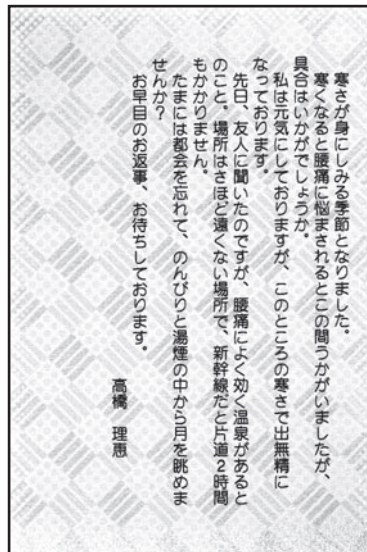 寒さが身にしみる季節となりました。
寒くなると腰痛に悩まされるとこの間うかがいましたが、
具合はいかがでしょうか。
私は元気にしておりますが、このところの寒さで出無精に
なっております。
先日、友人に聞いたのですが、腰痛によく効く温泉があると
のこと。場所はさほど遠くない場所で、新幹線だと片道2時間
もかかりません。
たまには都会を忘れて、のんびりと湯煙の中から月を眺めま
せんか？
お早目のお返事、お待ちしております。
高橋 理恵